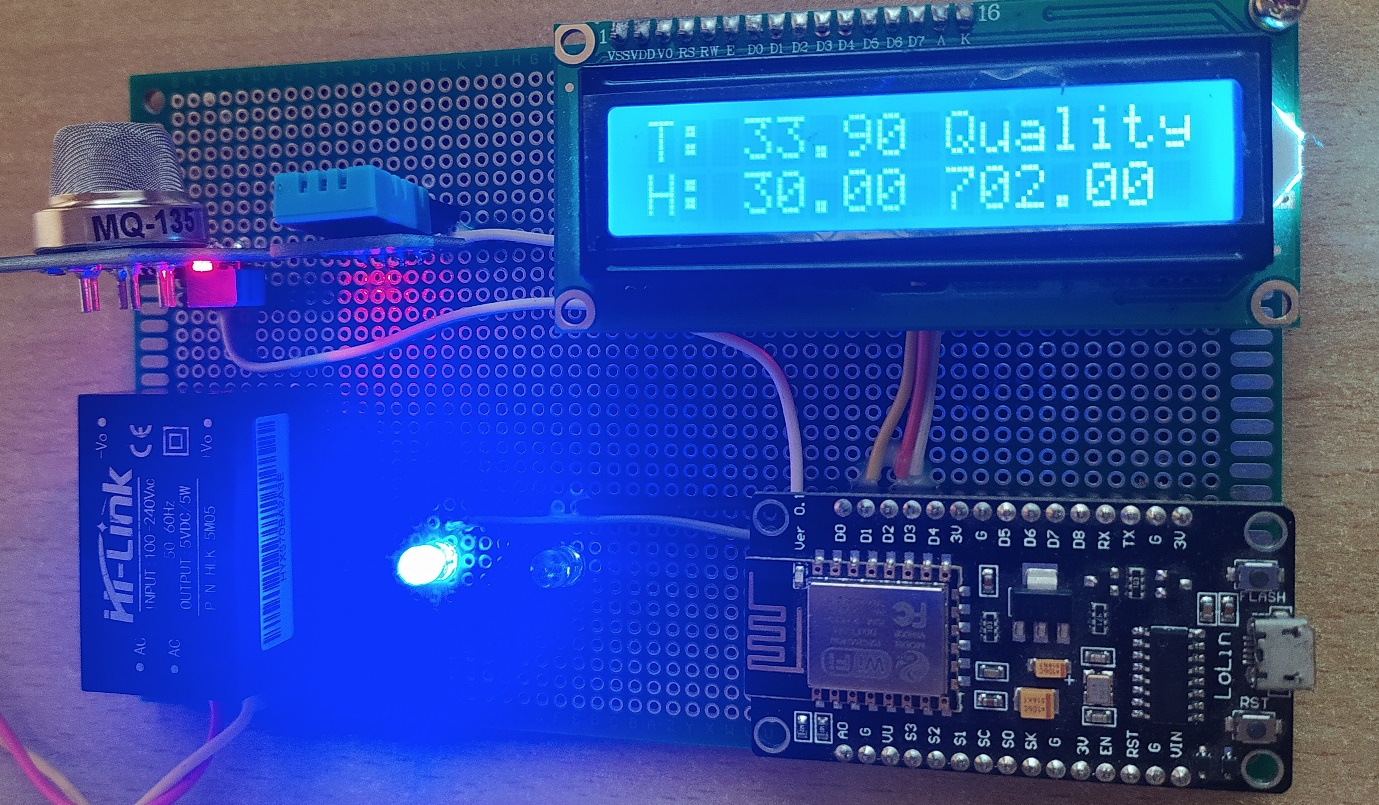 1
16
VSS VDD V0 RS RW E D0 D1 D2 D3 D4 D5 D6 D7 A K
T: 33.90 Quality
H: 30.00 702.00
MQ-135
-Vo
+Vo
Hi-Link
INPUT 100-240VAC
50-60Hz
OUTPUT 5VDC/5W
AC
AC
Ver 0.1
D0 D1 D2 D3 D4 3V G D5 D6 D7 D8 RX TX G 3V
FLASH
WiFi
FC
LoLin
RST
A0 G VU S3 S2 S1 SC S0 SK G 3V EN RST G VIN